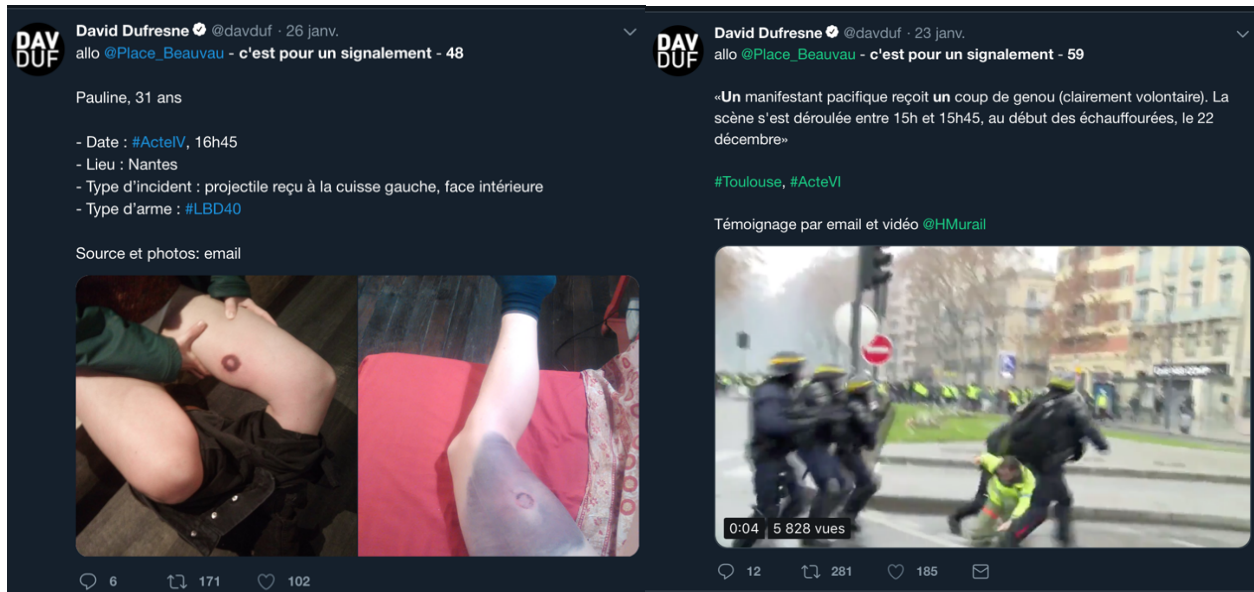 DAV
DUF
David Dufresne @davduf · 26 janv.
allo @Place_Beauvau - c'est pour un signalement - 48
Pauline, 31 ans
- Date : #ActeIV, 16h45
- Lieu : Nantes
- Type d’incident : projectile reçu à la cuisse gauche, face intérieure
- Type d’arme : #LBD40
Source et photos: email
6 171 102
DAV
DUF
David Dufresne @davduf · 23 janv.
allo @Place_Beauvau - c'est pour un signalement - 59
«Un manifestant pacifique reçoit un coup de genou (clairement volontaire). La
scène s'est déroulée entre 15h et 15h45, au début des échauffourées, le 22
décembre»
#Toulouse, #ActeVI
Témoignage par email et vidéo @HMurail
0:04 5 828 vues
12 281 185